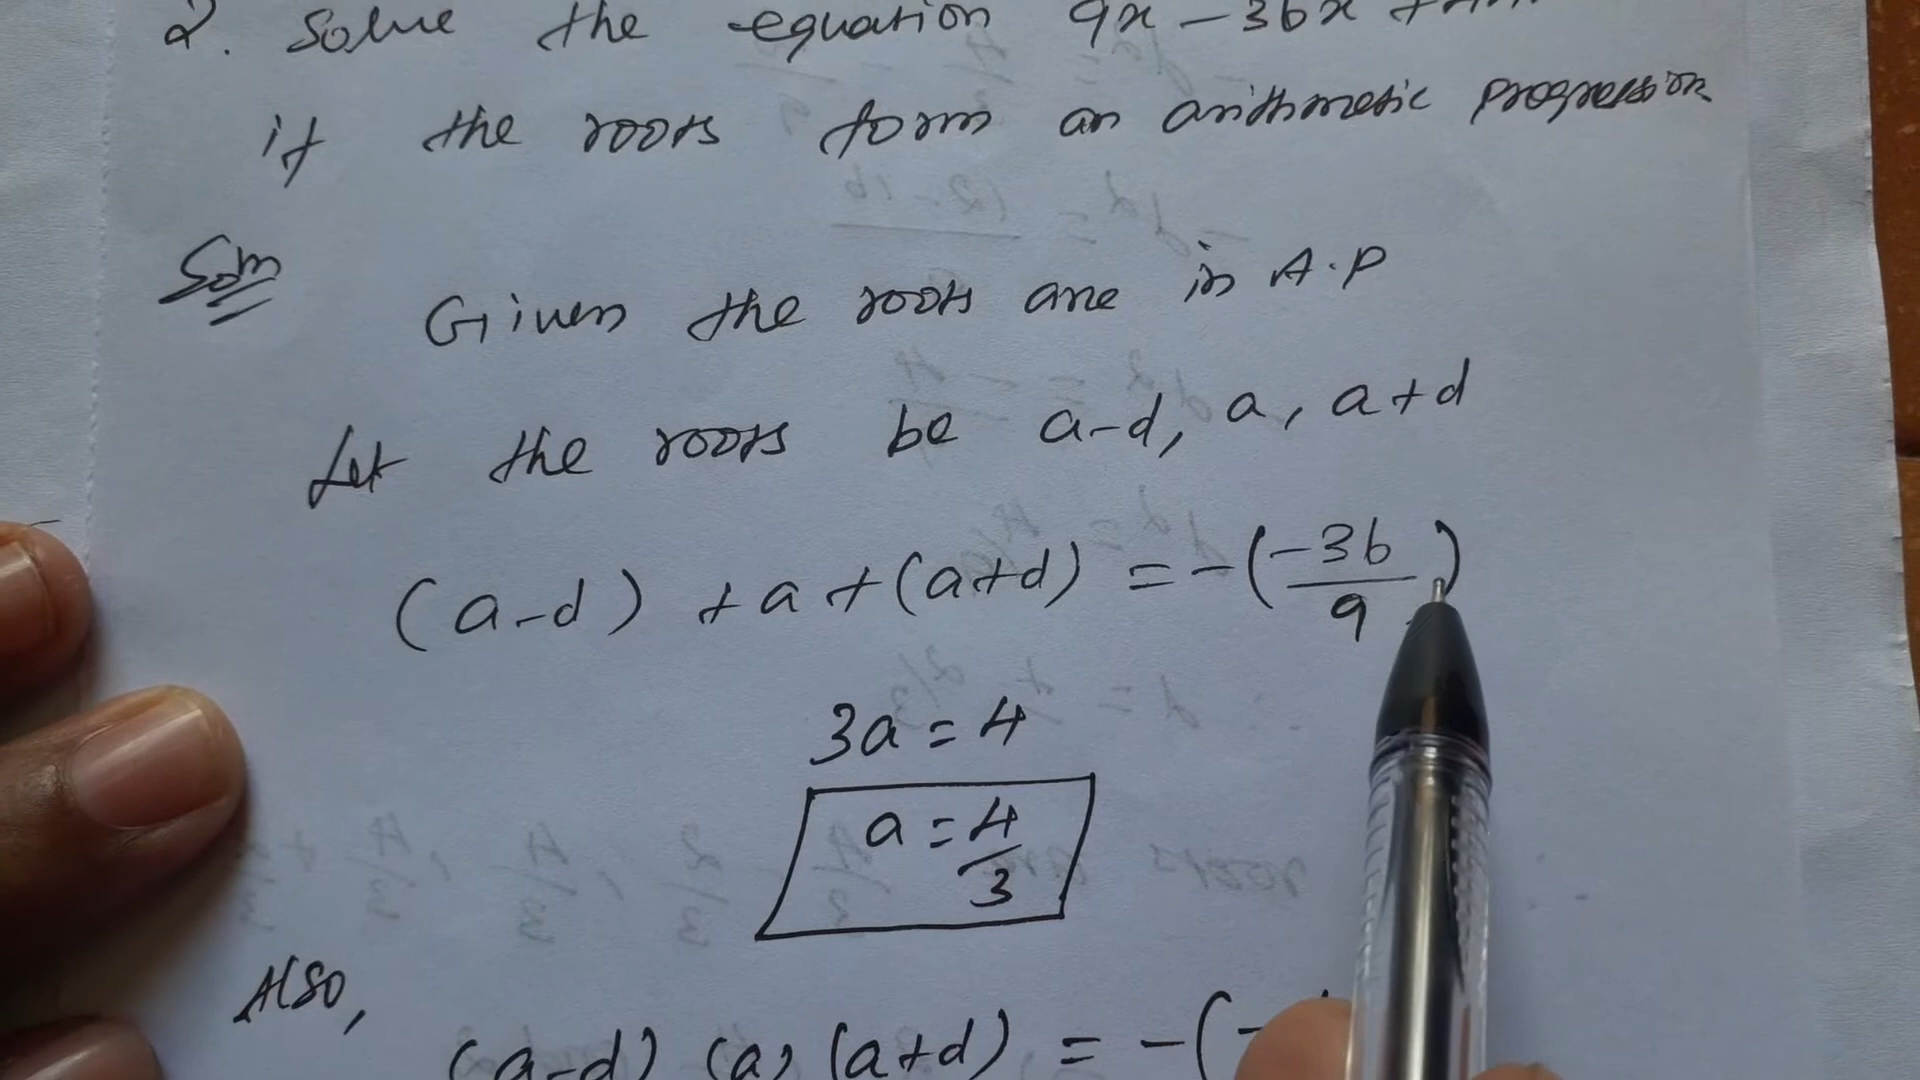 2. Solve the equation 9x - 36x +
if the roots form an arithmetic progression
Soln
Given the roots are in A.P
Let the roots be a-d, a, a+d
(a-d) + a + (a+d) = -(-36/9)
3a = 4
a = 4/3
Also,
(a-d) (a) (a+d) = -(-